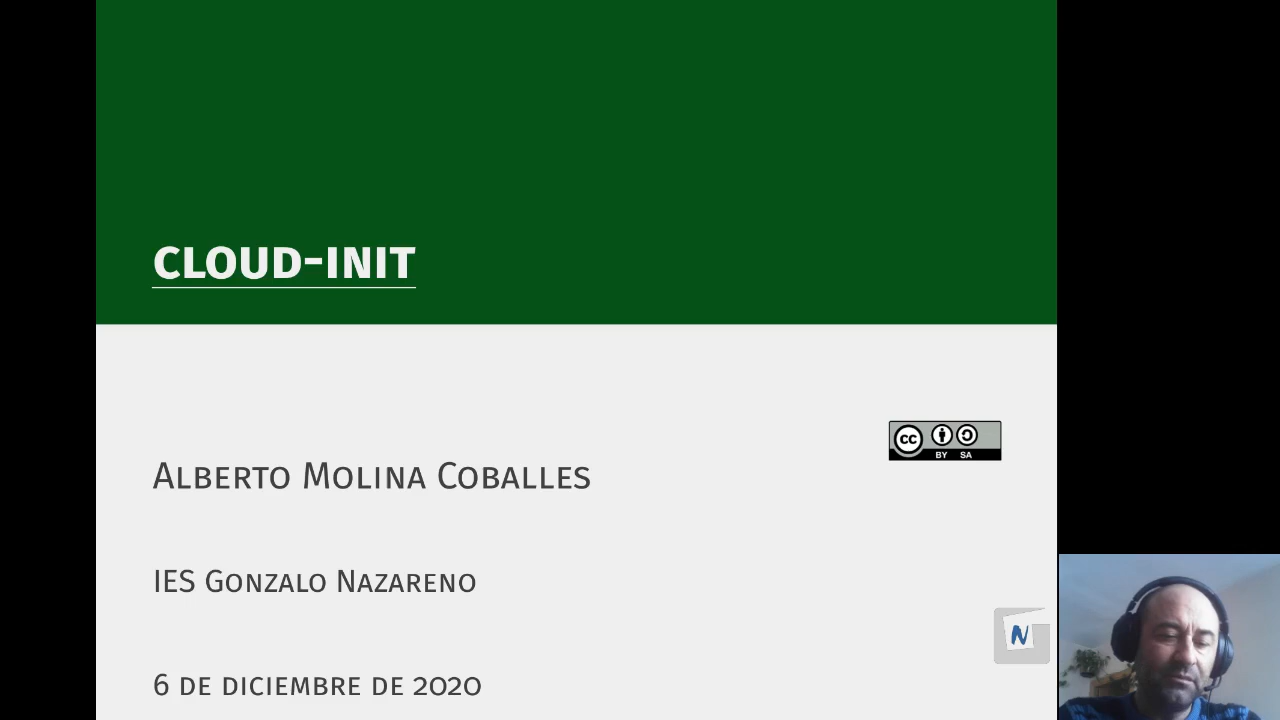 CLOUD-INIT
cc BY SA
ALBERTO MOLINA COBALLES
IES GONZALO NAZARENO
N
6 DE DICIEMBRE DE 2020